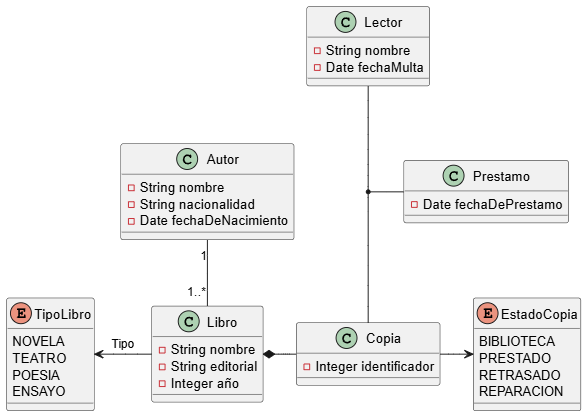 C Lector
String nombre
Date fechaMulta
C Autor
String nombre
String nacionalidad
Date fechaDeNacimiento
C Prestamo
Date fechaDePrestamo
1
1..*
E TipoLibro
NOVELA
TEATRO
POESIA
ENSAYO
Tipo
C Libro
String nombre
String editorial
Integer año
C Copia
Integer identificador
E EstadoCopia
BIBLIOTECA
PRESTADO
RETRASADO
REPARACION